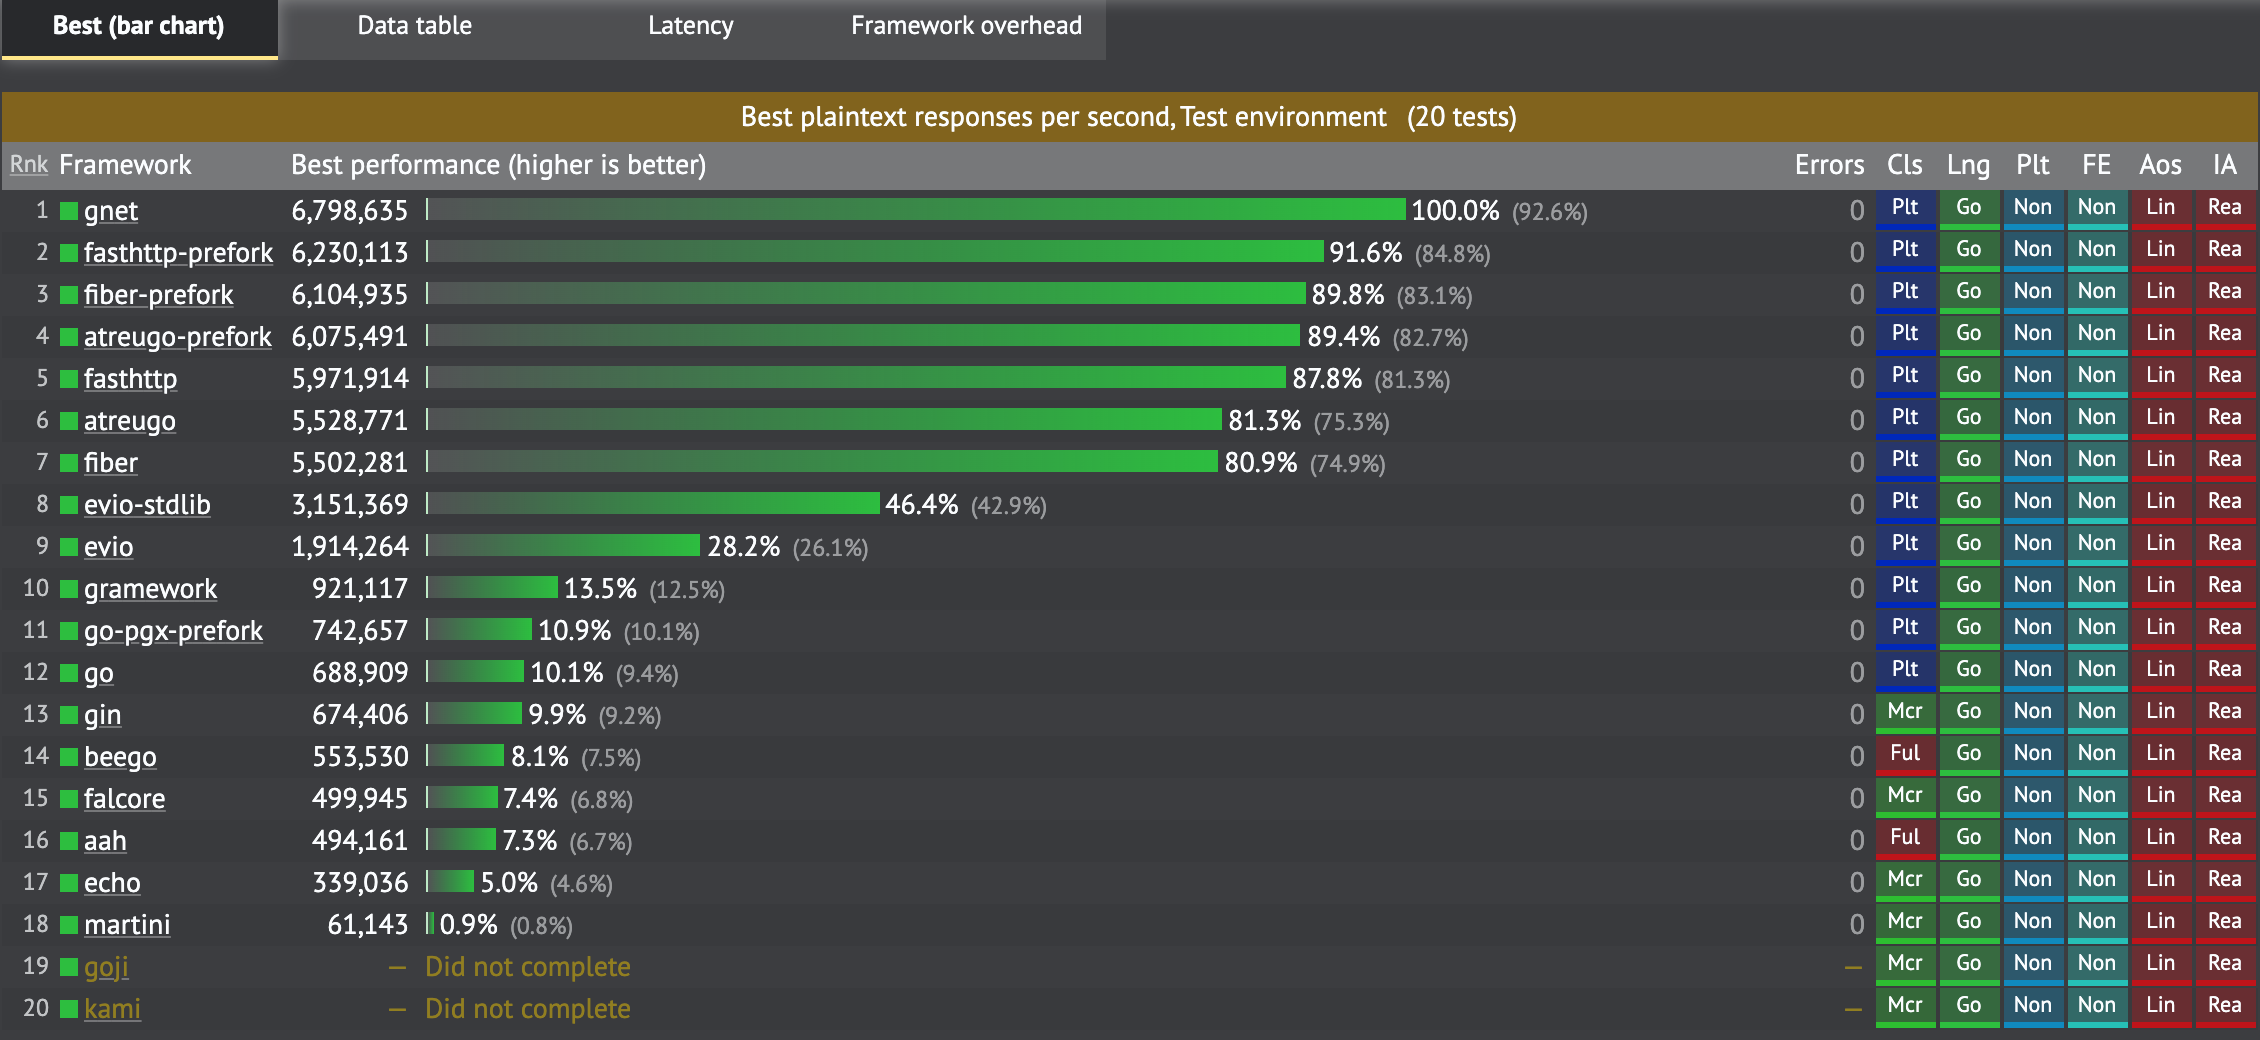 Best (bar chart) Data table Latency Framework overhead
Best plaintext responses per second, Test environment (20 tests)
Rnk Framework Best performance (higher is better) Errors Cls Lng Plt FE Aos IA
1 gnet 6,798,635 100.0% (92.6%) 0 Plt Go Non Non Lin Rea
2 fasthttp-prefork 6,230,113 91.6% (84.8%) 0 Plt Go Non Non Lin Rea
3 fiber-prefork 6,104,935 89.8% (83.1%) 0 Plt Go Non Non Lin Rea
4 atreugo-prefork 6,075,491 89.4% (82.7%) 0 Plt Go Non Non Lin Rea
5 fasthttp 5,971,914 87.8% (81.3%) 0 Plt Go Non Non Lin Rea
6 atreugo 5,528,771 81.3% (75.3%) 0 Plt Go Non Non Lin Rea
7 fiber 5,502,281 80.9% (74.9%) 0 Plt Go Non Non Lin Rea
8 evio-stdlib 3,151,369 46.4% (42.9%) 0 Plt Go Non Non Lin Rea
9 evio 1,914,264 28.2% (26.1%) 0 Plt Go Non Non Lin Rea
10 gramework 921,117 13.5% (12.5%) 0 Plt Go Non Non Lin Rea
11 go-pgx-prefork 742,657 10.9% (10.1%) 0 Plt Go Non Non Lin Rea
12 go 688,909 10.1% (9.4%) 0 Plt Go Non Non Lin Rea
13 gin 674,406 9.9% (9.2%) 0 Mcr Go Non Non Lin Rea
14 beego 553,530 8.1% (7.5%) 0 Ful Go Non Non Lin Rea
15 falcore 499,945 7.4% (6.8%) 0 Mcr Go Non Non Lin Rea
16 aah 494,161 7.3% (6.7%) 0 Ful Go Non Non Lin Rea
17 echo 339,036 5.0% (4.6%) 0 Mcr Go Non Non Lin Rea
18 martini 61,143 0.9% (0.8%) 0 Mcr Go Non Non Lin Rea
19 goji — Did not complete — Mcr Go Non Non Lin Rea
20 kami — Did not complete — Mcr Go Non Non Lin Rea